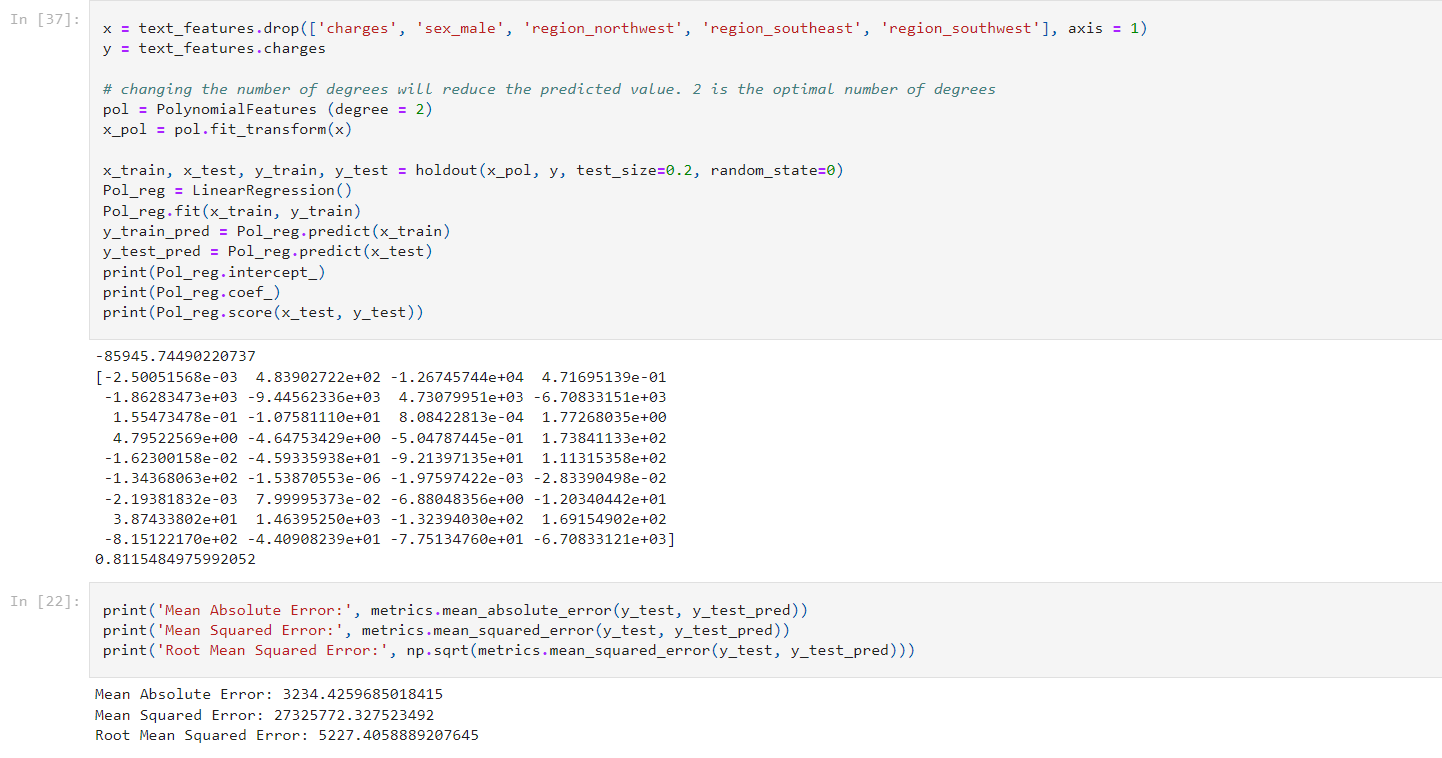 In [37]:
x = text_features.drop(['charges', 'sex_male', 'region_northwest', 'region_southeast', 'region_southwest'], axis = 1)
y = text_features.charges
# changing the number of degrees will reduce the predicted value. 2 is the optimal number of degrees
pol = PolynomialFeatures (degree = 2)
x_pol = pol.fit_transform(x)
x_train, x_test, y_train, y_test = holdout(x_pol, y, test_size=0.2, random_state=0)
Pol_reg = LinearRegression()
Pol_reg.fit(x_train, y_train)
y_train_pred = Pol_reg.predict(x_train)
y_test_pred = Pol_reg.predict(x_test)
print(Pol_reg.intercept_)
print(Pol_reg.coef_)
print(Pol_reg.score(x_test, y_test))
-85945.74490220737
[-2.50051568e-03  4.83902722e+02 -1.26745744e+04  4.71695139e-01
 -1.86283473e+03 -9.44562336e+03  4.73079951e+03 -6.70833151e+03
  1.55473478e-01 -1.07581110e+01  8.08422813e-04  1.77268035e+00
  4.79522569e+00 -4.64753429e+00 -5.04787445e-01  1.73841133e+02
 -1.62300158e-02 -4.59335938e+01 -9.21397135e+01  1.11315358e+02
 -1.34368063e+02 -1.53870553e-06 -1.97597422e-03 -2.83390498e-02
 -2.19381832e-03  7.99995373e-02 -6.88048356e+00 -1.20340442e+01
  3.87433802e+01  1.46395250e+03 -1.32394030e+02  1.69154902e+02
 -8.15122170e+02 -4.40908239e+01 -7.75134760e+01 -6.70833121e+03]
0.8115484975992052
In [22]:
print('Mean Absolute Error:', metrics.mean_absolute_error(y_test, y_test_pred))
print('Mean Squared Error:', metrics.mean_squared_error(y_test, y_test_pred))
print('Root Mean Squared Error:', np.sqrt(metrics.mean_squared_error(y_test, y_test_pred)))
Mean Absolute Error: 3234.4259685018415
Mean Squared Error: 27325772.327523492
Root Mean Squared Error: 5227.4058889207645